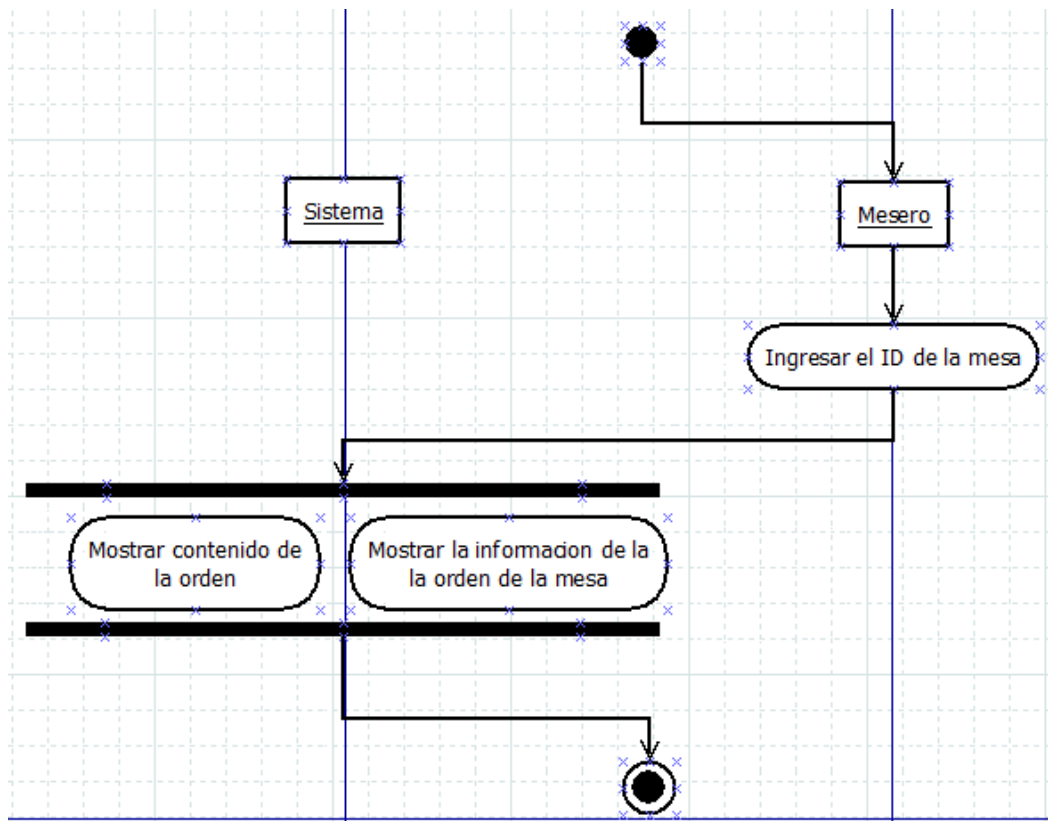 Sistema
Mesero
Ingresar el ID de la mesa
Mostrar contenido de
la orden
Mostrar la informacion de la
la orden de la mesa